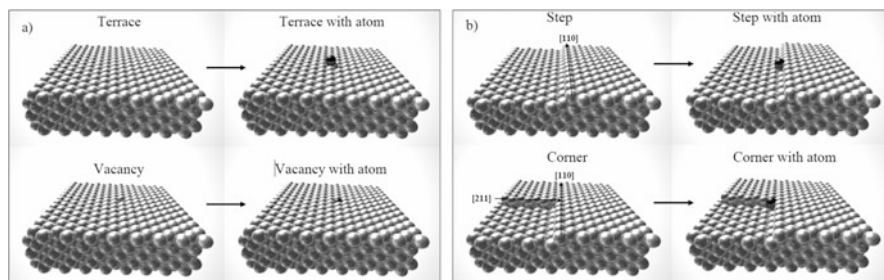 a)
Terrace
Terrace with atom
Vacancy
Vacancy with atom
b)
Step
[110]
Step with atom
Corner
[110]
[211]
Corner with atom